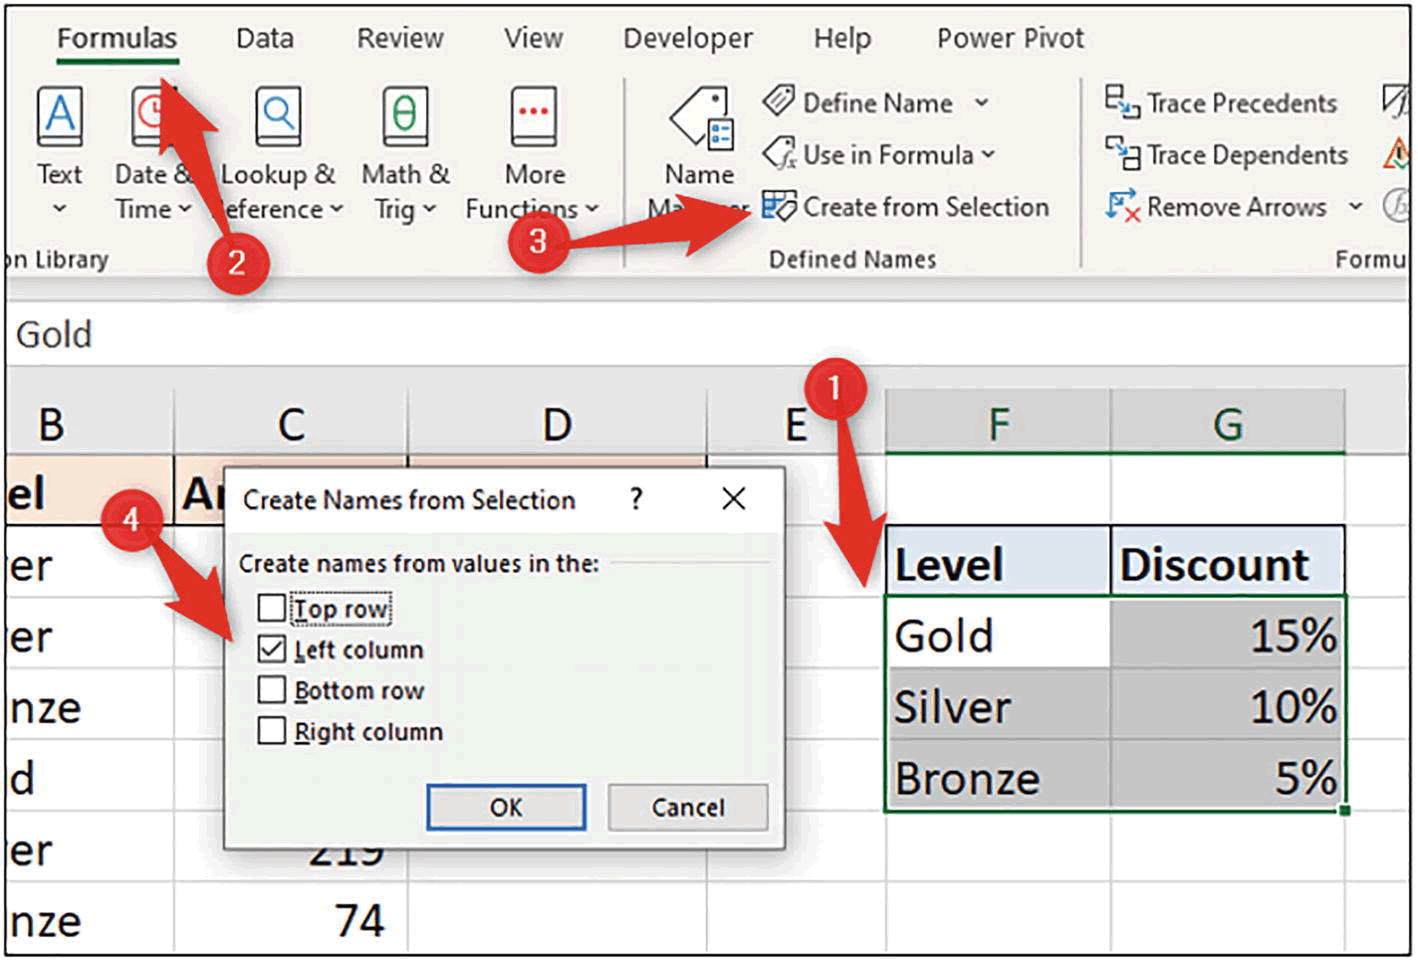 Formulas Data Review View Developer Help Power Pivot
Text
Date &
Time
Lookup &
Reference
Math &
Trig
More
Functions
Name
Define Name
Use in Formula
Create from Selection
Trace Precedents
Trace Dependents
Remove Arrows
Library
Defined Names
Formu
2
3
Gold
1
B C D E F G
el
4
Create Names from Selection ? X
Create names from values in the:
Top row
Left column
Bottom row
Right column
OK Cancel
Level Discount
Gold 15%
Silver 10%
Bronze 5%
er
er
nze
d
er 219
nze 74